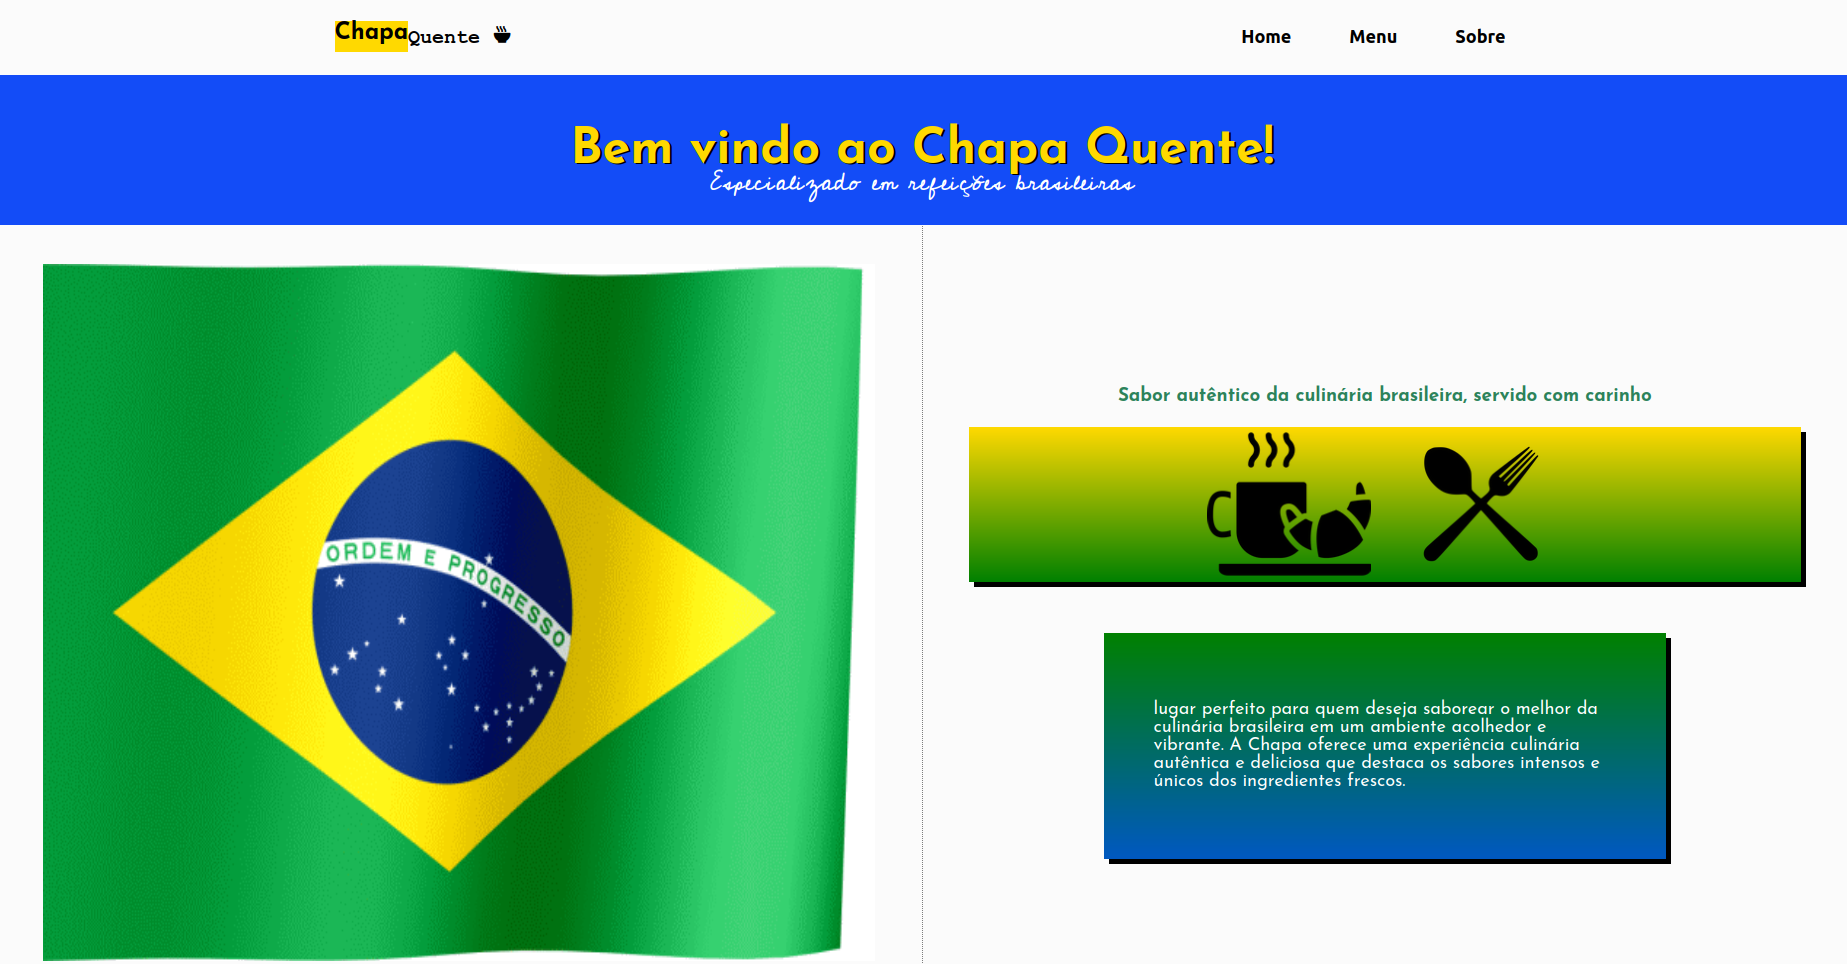 Chapa Quente
Home Menu Sobre
Bem vindo ao Chapa Quente!
Especializado em refeições brasileiras
ORDEM E PROGRESSO
Sabor autêntico da culinária brasileira, servido com carinho
lugar perfeito para quem deseja saborear o melhor da
culinária brasileira em um ambiente acolhedor e
vibrante. A Chapa oferece uma experiência culinária
autêntica e deliciosa que destaca os sabores intensos e
únicos dos ingredientes frescos.